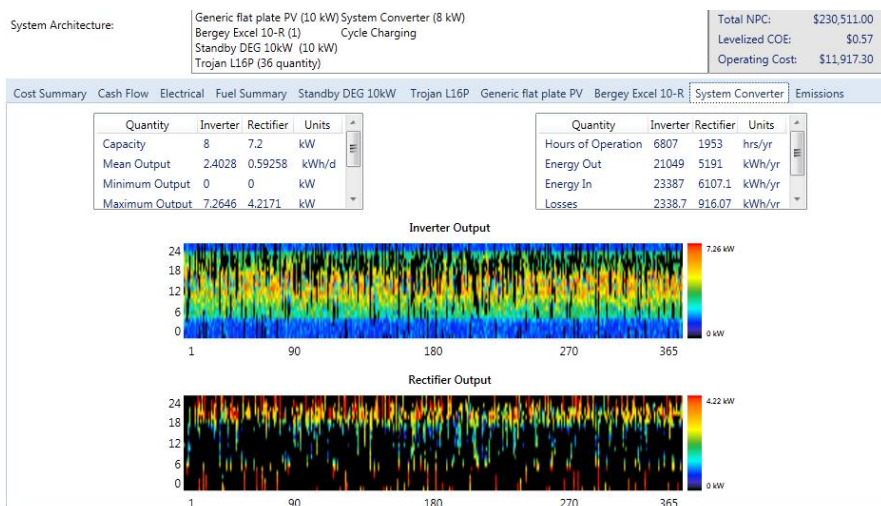 System Architecture:
Generic flat plate PV (10 kW) System Converter (8 kW)
Bergey Excel 10-R (1) Cycle Charging
Standby DEG 10kW (10 kW)
Trojan L16P (36 quantity)
Total NPC: $230,511.00
Levelized COE: $0.57
Operating Cost: $11,917.30
Cost Summary Cash Flow Electrical Fuel Summary Standby DEG 10kW Trojan L16P Generic flat plate PV Bergey Excel 10-R System Converter Emissions
Quantity Inverter Rectifier Units
Capacity 8 7.2 kW
Mean Output 2.4028 0.59258 kWh/d
Minimum Output 0 0 kW
Maximum Output 7.2646 4.2171 kW
Quantity Inverter Rectifier Units
Hours of Operation 6807 1953 hrs/yr
Energy Out 21049 5191 kWh/yr
Energy In 23387 6107.1 kWh/yr
Losses 2338.7 916.07 kWh/yr
Inverter Output
24
18
12
6
0
1 90 180 270 365
7.26 kW
0 kW
Rectifier Output
24
18
12
6
0
1 90 180 270 365
4.22 kW
0 kW